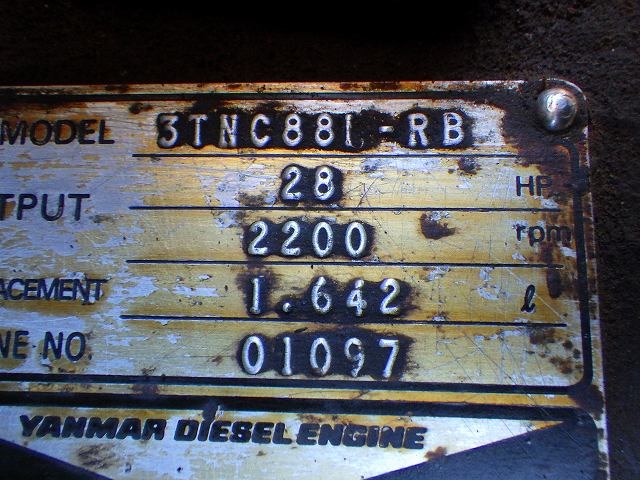 MODEL 3TNC88L-RB
TPUT 28 HP
2200 rpm
ACEMENT 1.642 ℓ
NE NO. 01097
YANMAR DIESEL ENGINE